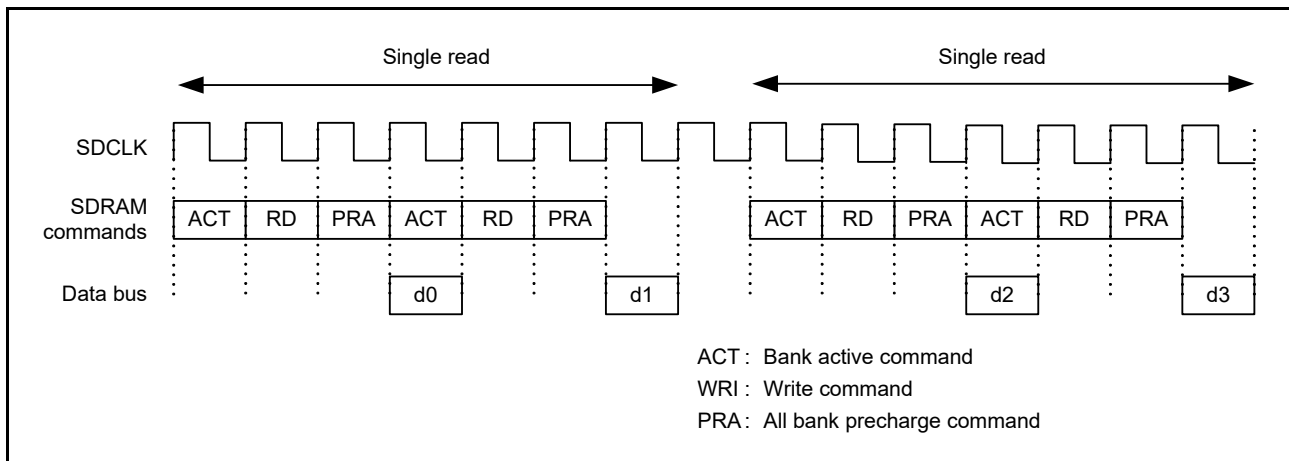 Single read Single read
SDCLK
SDRAM
commands
ACT RD PRA ACT RD PRA ACT RD PRA ACT RD PRA
Data bus
d0 d1 d2 d3
ACT : Bank active command
WRI : Write command
PRA : All bank precharge command